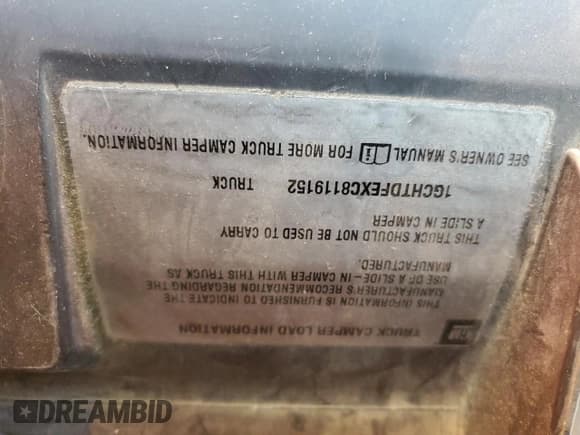 GM TRUCK CAMPER LOAD INFORMATION
THIS INFORMATION IS FURNISHED TO INDICATE THE
MANUFACTURER'S RECOMMENDATION REGARDING THE
USE OF A SLIDE-IN CAMPER WITH THIS TRUCK AS
MANUFACTURED.
THIS TRUCK SHOULD NOT BE USED TO CARRY
A SLIDE IN CAMPER
1GCHTDFEXC8119152 TRUCK
SEE OWNER'S MANUAL FOR MORE TRUCK CAMPER INFORMATION.
DREAMBID